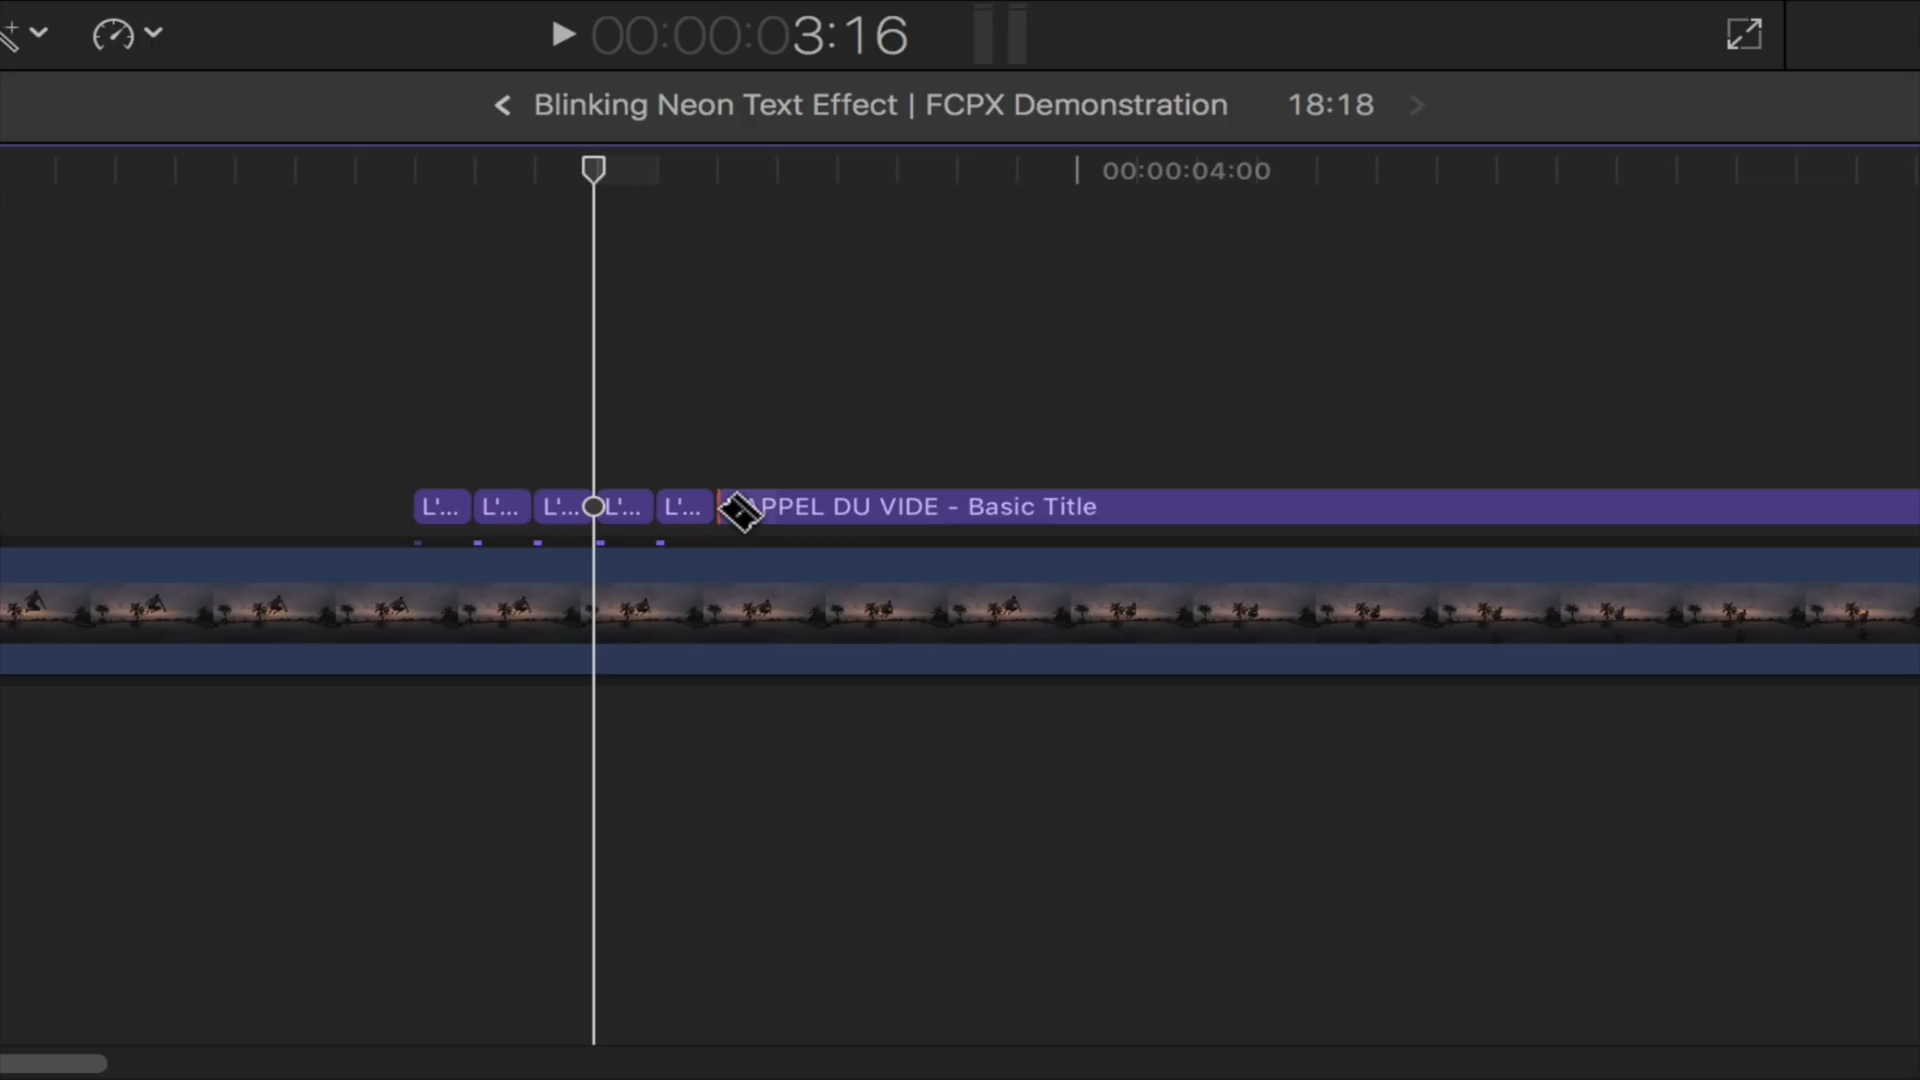 00:00:03:16
Blinking Neon Text Effect | FCPX Demonstration 18:18
00:00:04:00
L'... L'... L'... L'... L'... APPEL DU VIDE - Basic Title